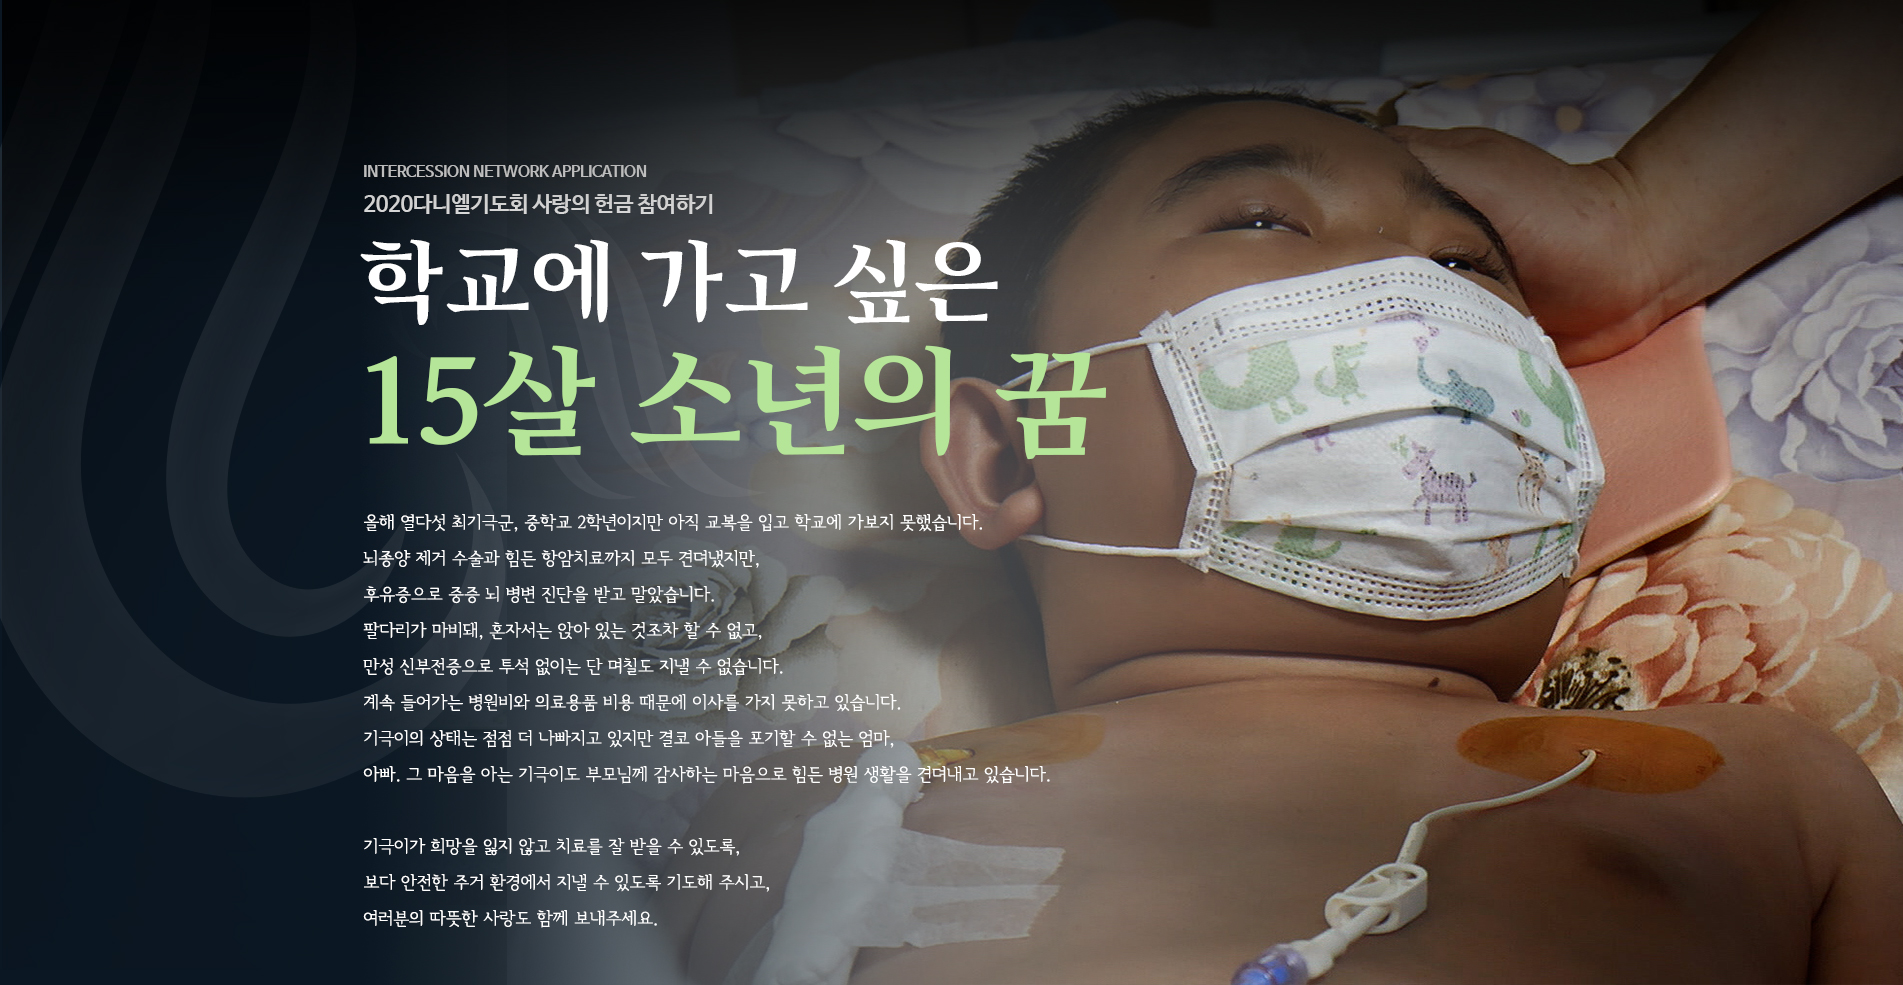 INTERCESSION NETWORK APPLICATION
2020다니엘기도회 사랑의 헌금 참여하기
학교에 가고 싶은
15살 소년의 꿈
올해 열다섯 최기극군, 중학교 2학년이지만 아직 교복을 입고 학교에 가보지 못했습니다.
뇌종양 제거 수술과 힘든 항암치료까지 모두 견뎌냈지만,
후유증으로 중증 뇌 병변 진단을 받고 말았습니다.
팔다리가 마비돼, 혼자서는 앉아 있는 것조차 할 수 없고,
만성 신부전증으로 투석 없이는 단 며칠도 지낼 수 없습니다.
계속 들어가는 병원비와 의료용품 비용 때문에 이사를 가지 못하고 있습니다.
기극이의 상태는 점점 더 나빠지고 있지만 결코 아들을 포기할 수 없는 엄마,
아빠. 그 마음을 아는 기극이도 부모님께 감사하는 마음으로 힘든 병원 생활을 견뎌내고 있습니다.
기극이가 희망을 잃지 않고 치료를 잘 받을 수 있도록,
보다 안전한 주거 환경에서 지낼 수 있도록 기도해 주시고,
여러분의 따뜻한 사랑도 함께 보내주세요.